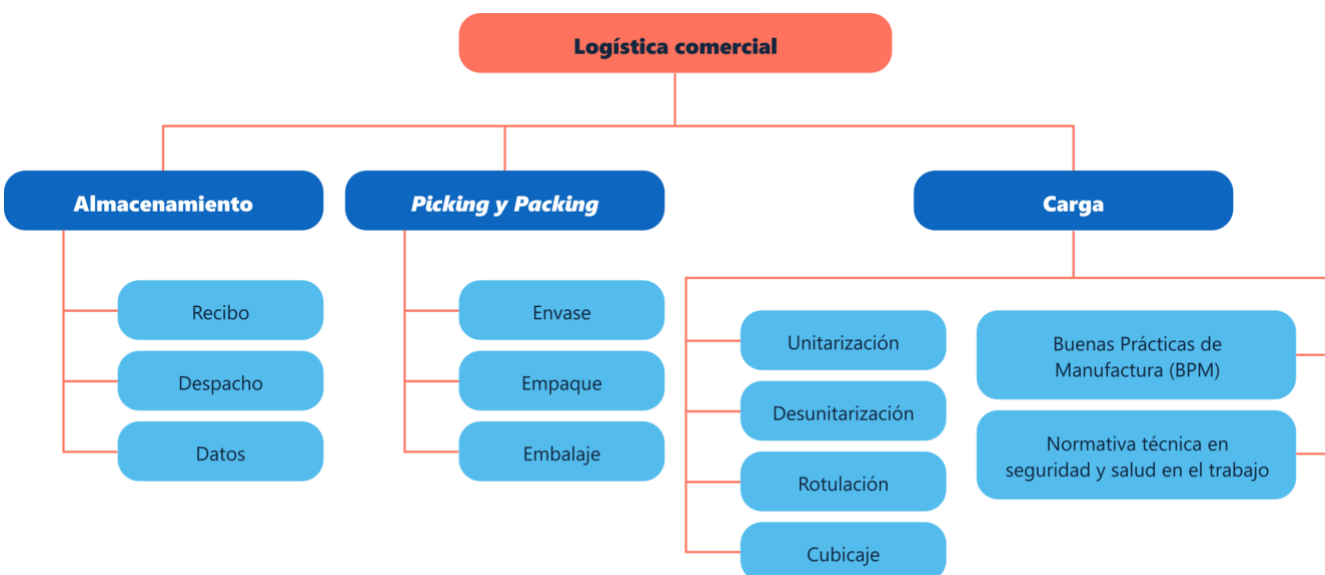 Logística comercial
Almacenamiento
Picking y Packing
Carga
Recibo
Despacho
Datos
Envase
Empaque
Embalaje
Unitarización
Desunitarización
Rotulación
Cubicaje
Buenas Prácticas de
Manufactura (BPM)
Normativa técnica en
seguridad y salud en el trabajo